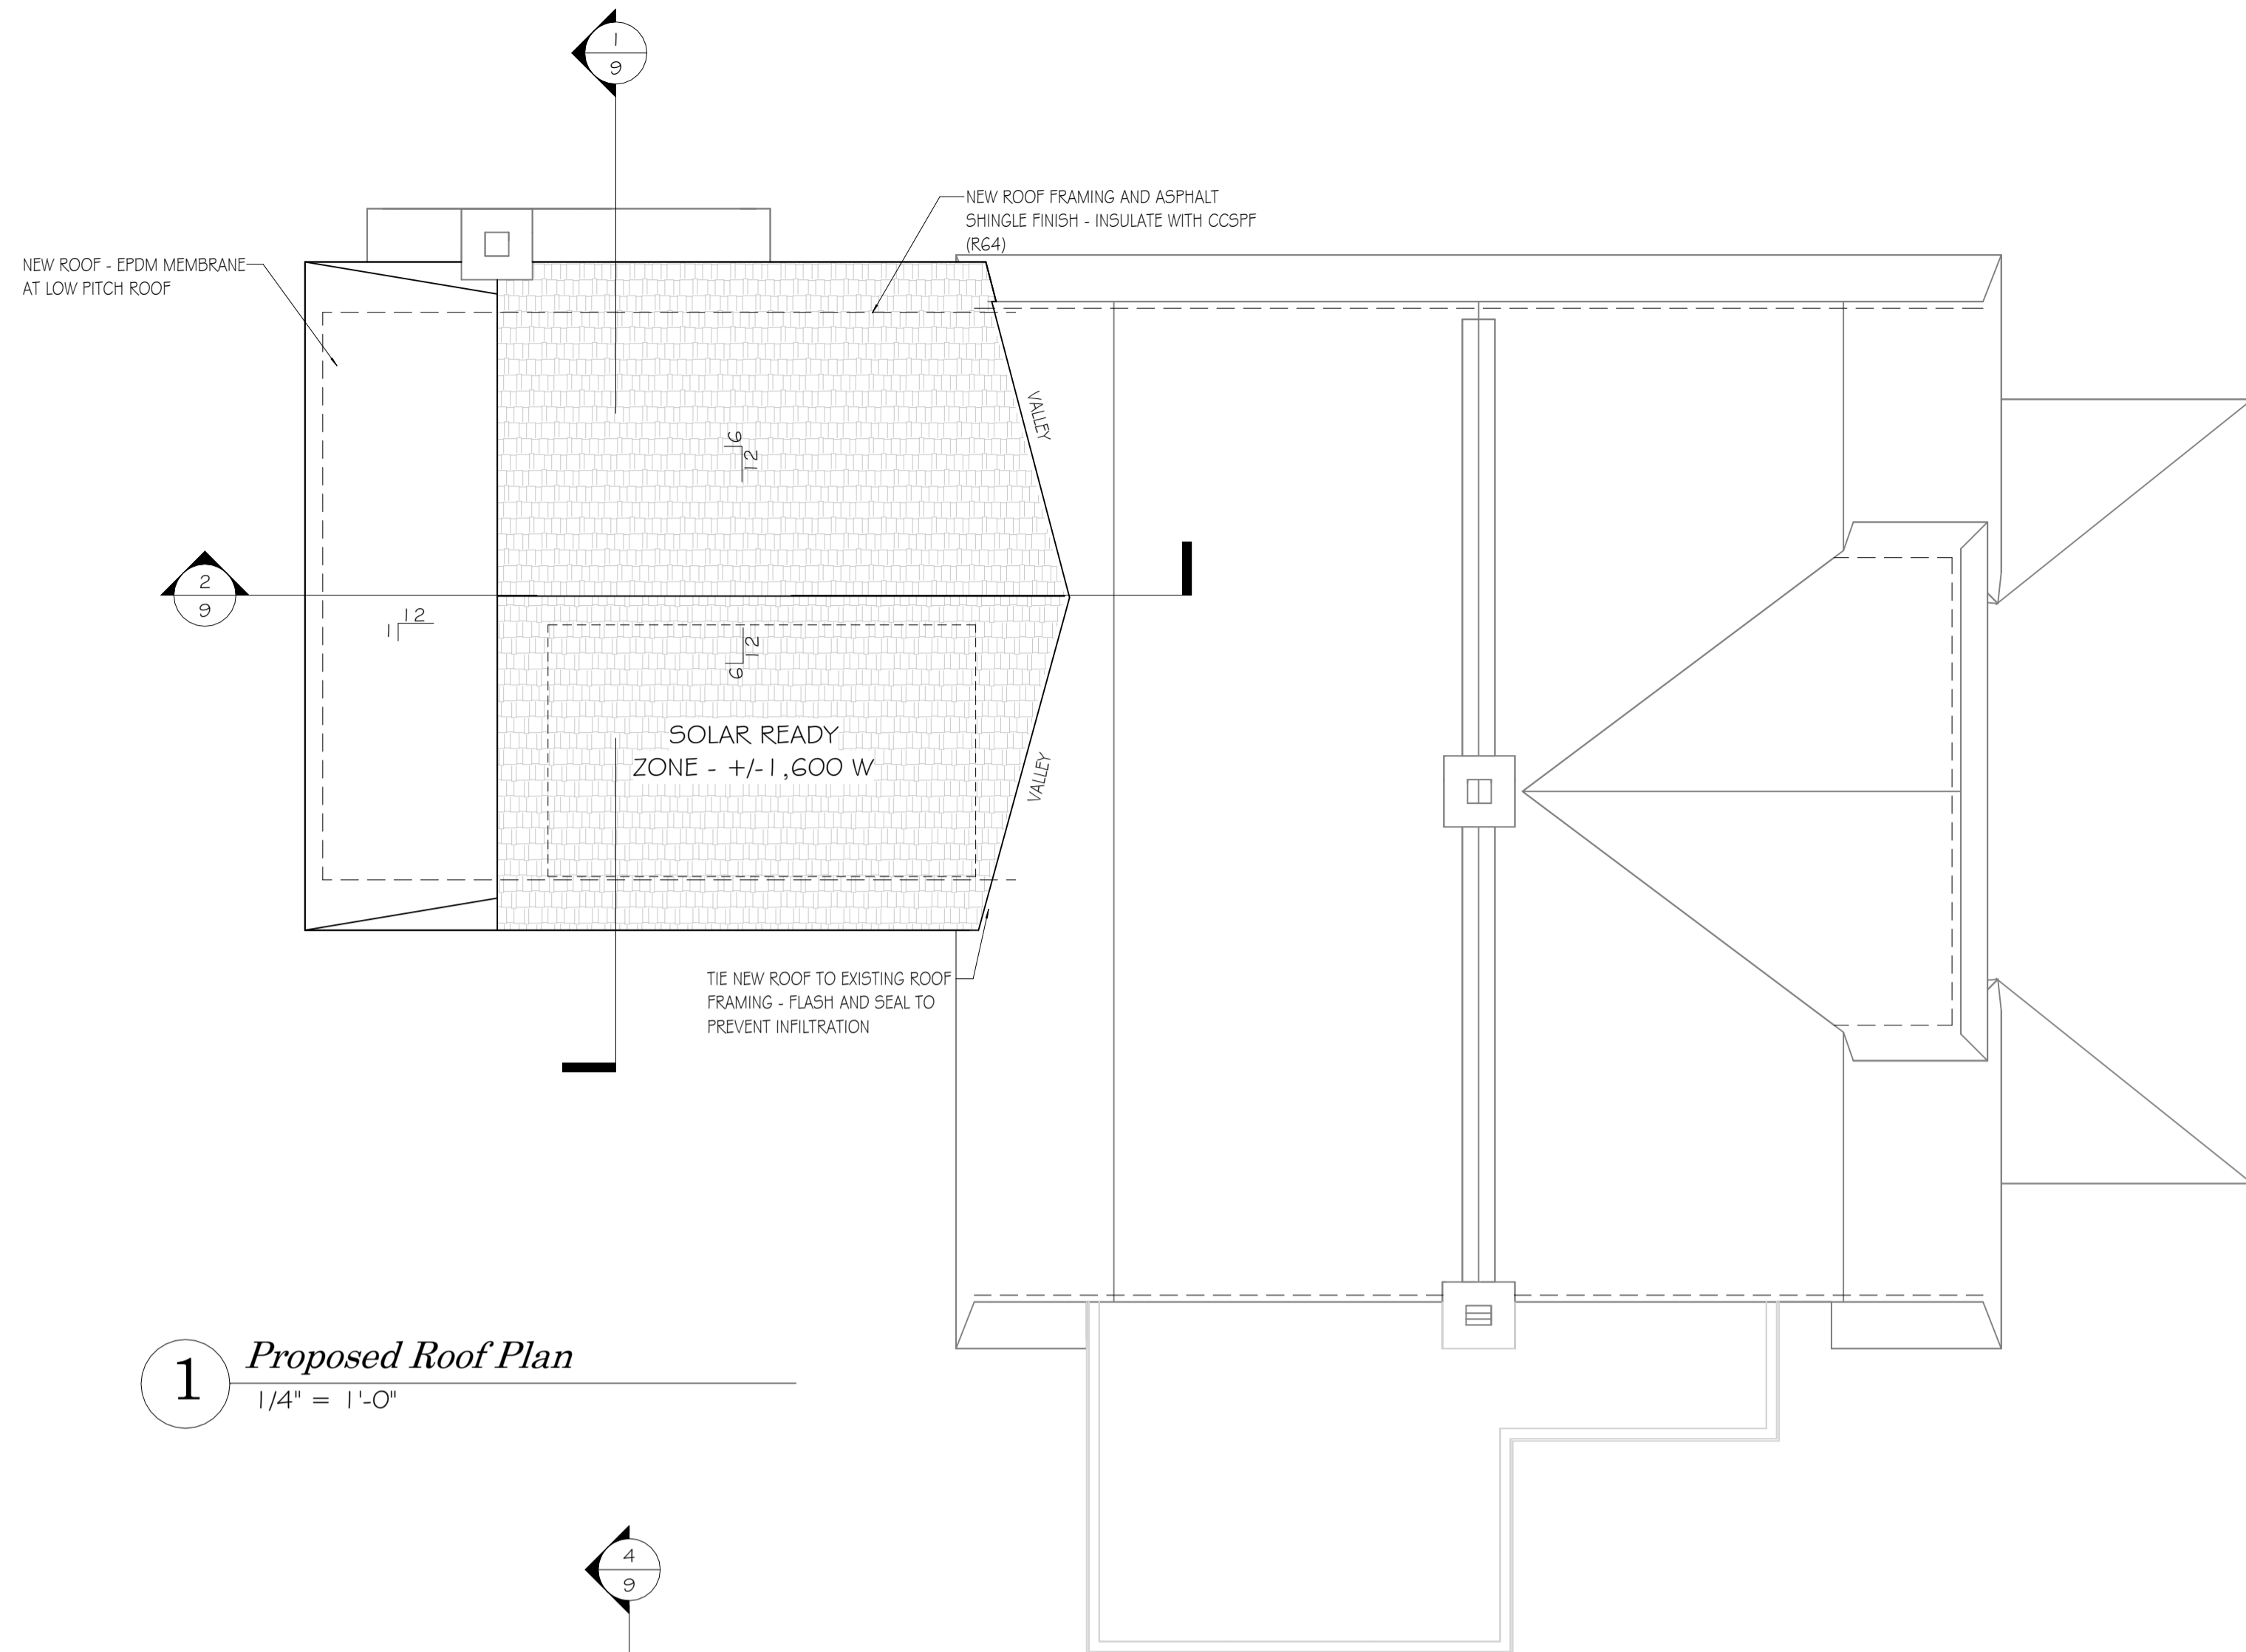 1
9
NEW ROOF FRAMING AND ASPHALT
SHINGLE FINISH - INSULATE WITH CCSPF
(R64)
NEW ROOF - EPDM MEMBRANE
AT LOW PITCH ROOF
VALLEY
6
12
2
9
12
1
12
6
SOLAR READY
ZONE - +/-1,600 W
VALLEY
TIE NEW ROOF TO EXISTING ROOF
FRAMING - FLASH AND SEAL TO
PREVENT INFILTRATION
1
Proposed Roof Plan
1/4" = 1'-0"
4
9